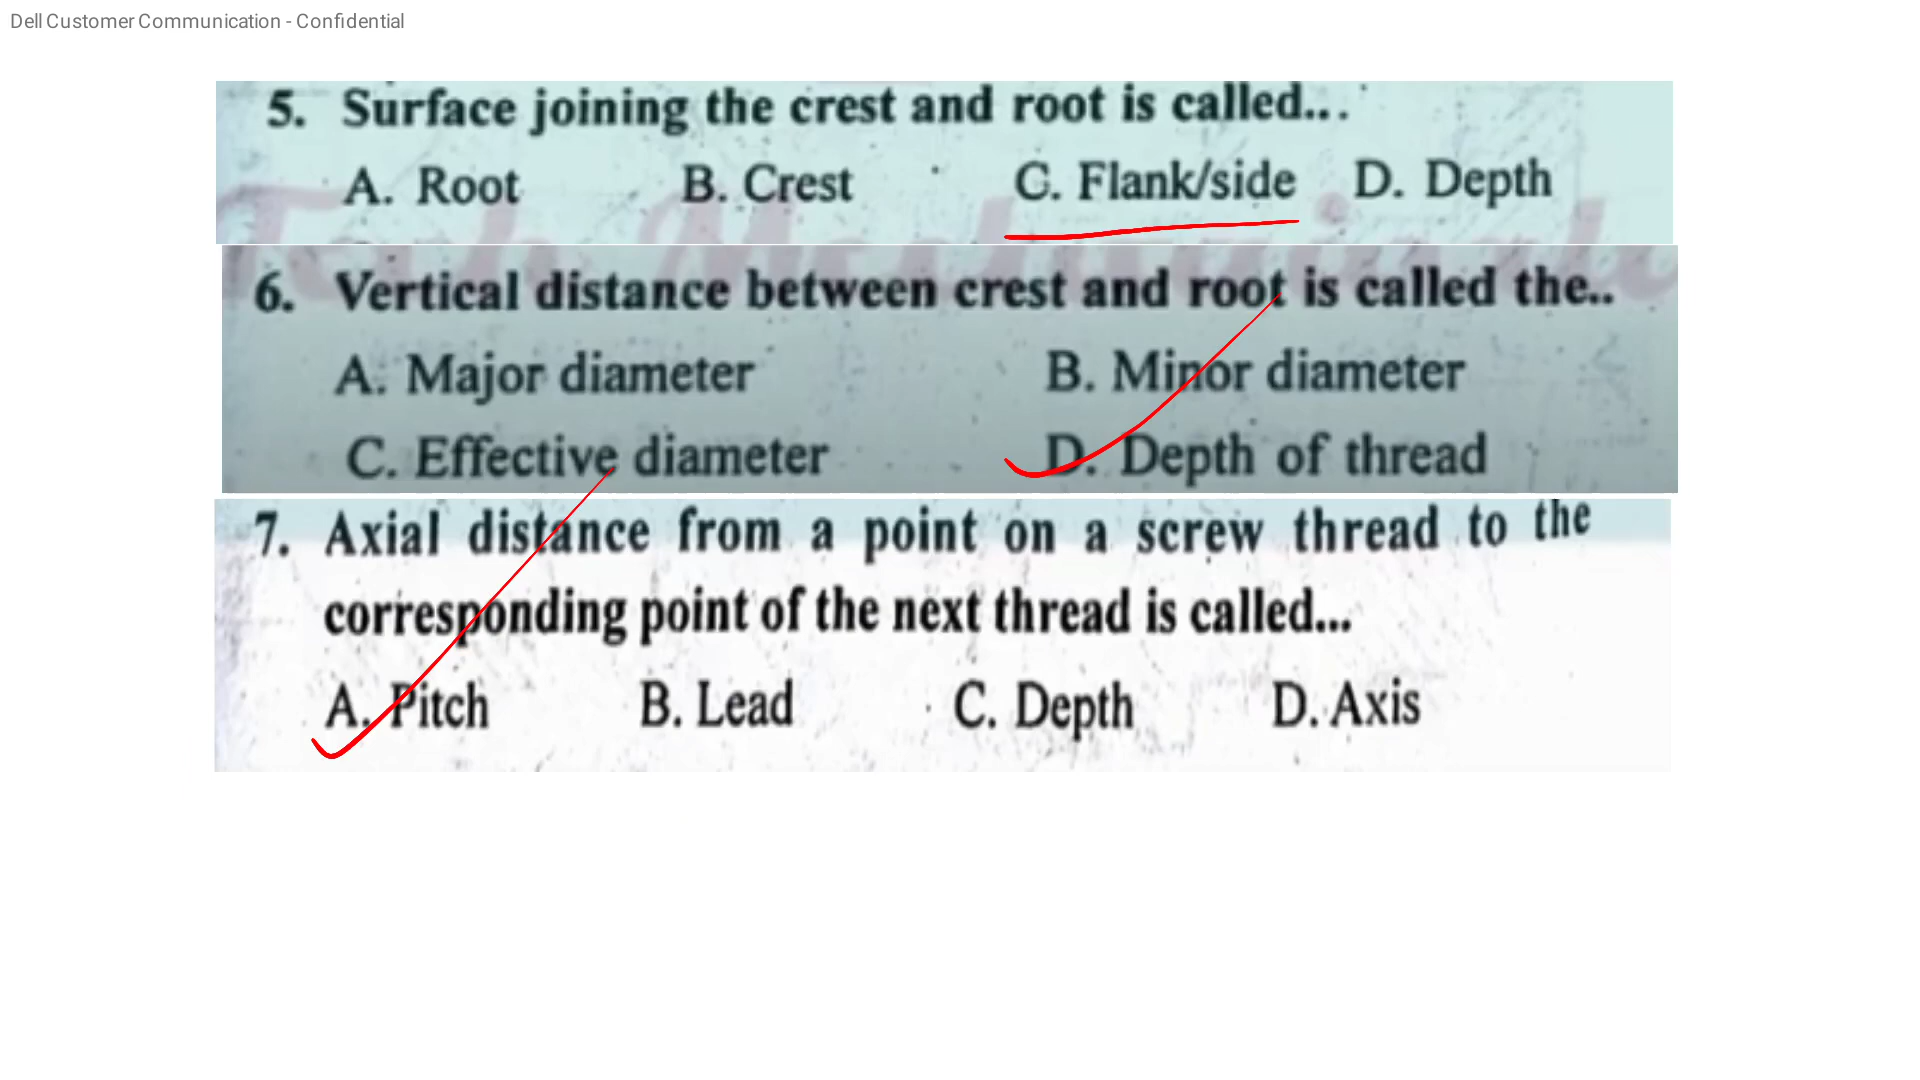 Dell Customer Communication - Confidential
5. Surface joining the crest and root is called...
A. Root B. Crest C. Flank/side D. Depth
6. Vertical distance between crest and root is called the..
A. Major diameter B. Minor diameter
C. Effective diameter D. Depth of thread
7. Axial distance from a point on a screw thread to the
corresponding point of the next thread is called...
A. Pitch B. Lead C. Depth D. Axis